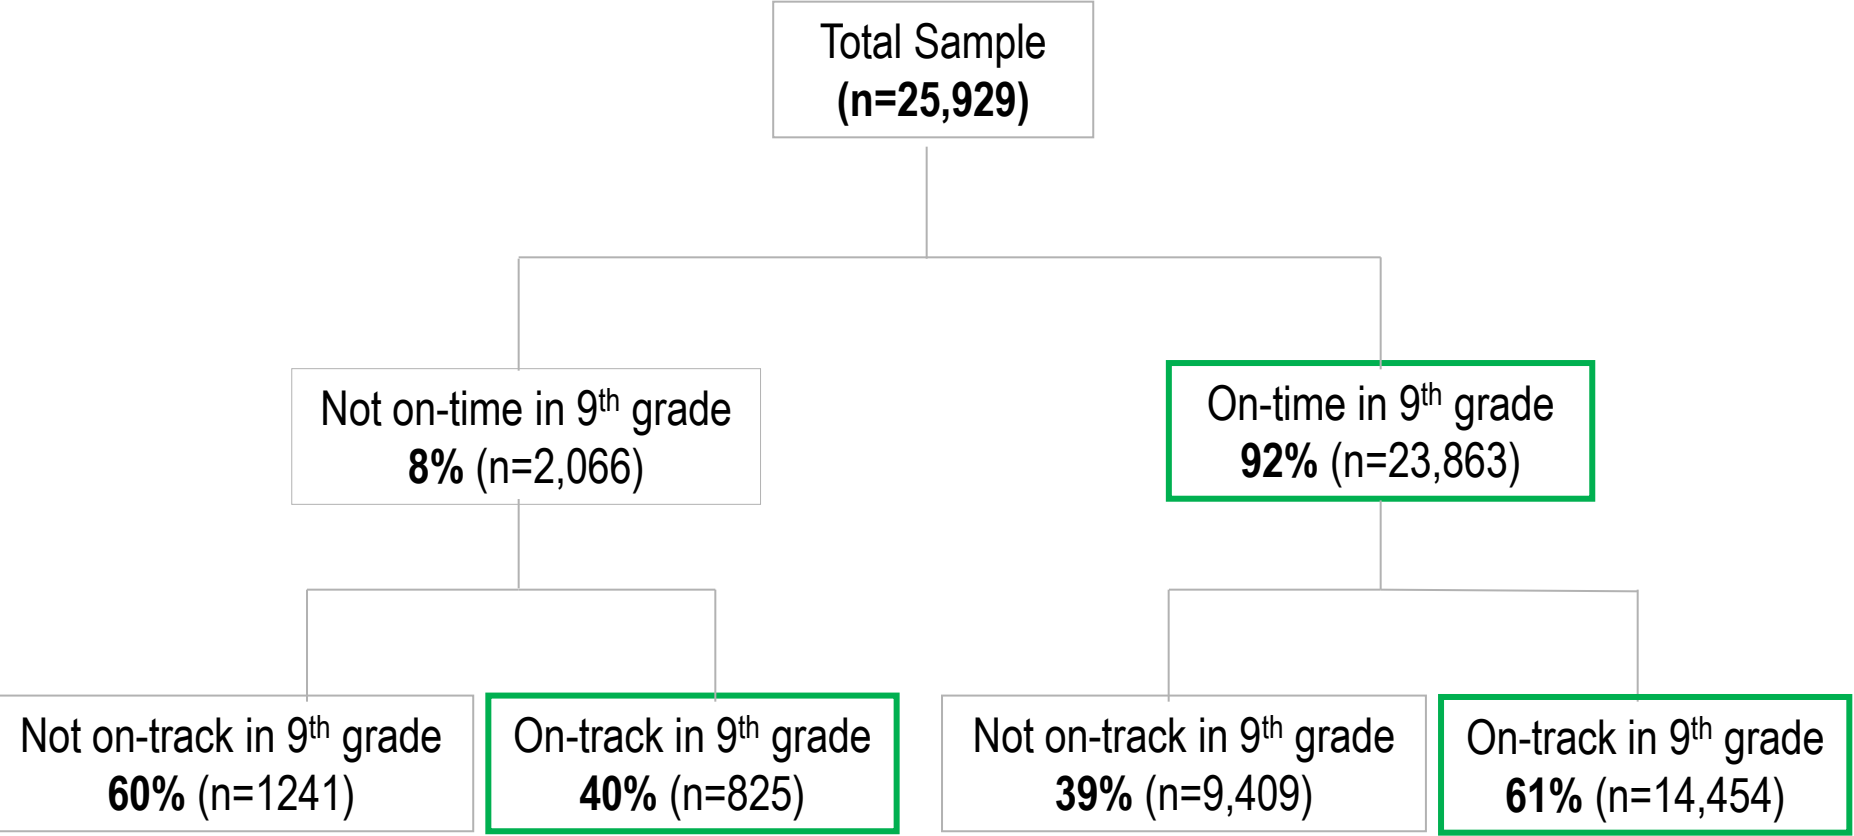 Total Sample
(n=25,929)
Not on-time in 9th grade
8% (n=2,066)
On-time in 9th grade
92% (n=23,863)
Not on-track in 9th grade
60% (n=1241)
On-track in 9th grade
40% (n=825)
Not on-track in 9th grade
39% (n=9,409)
On-track in 9th grade
61% (n=14,454)